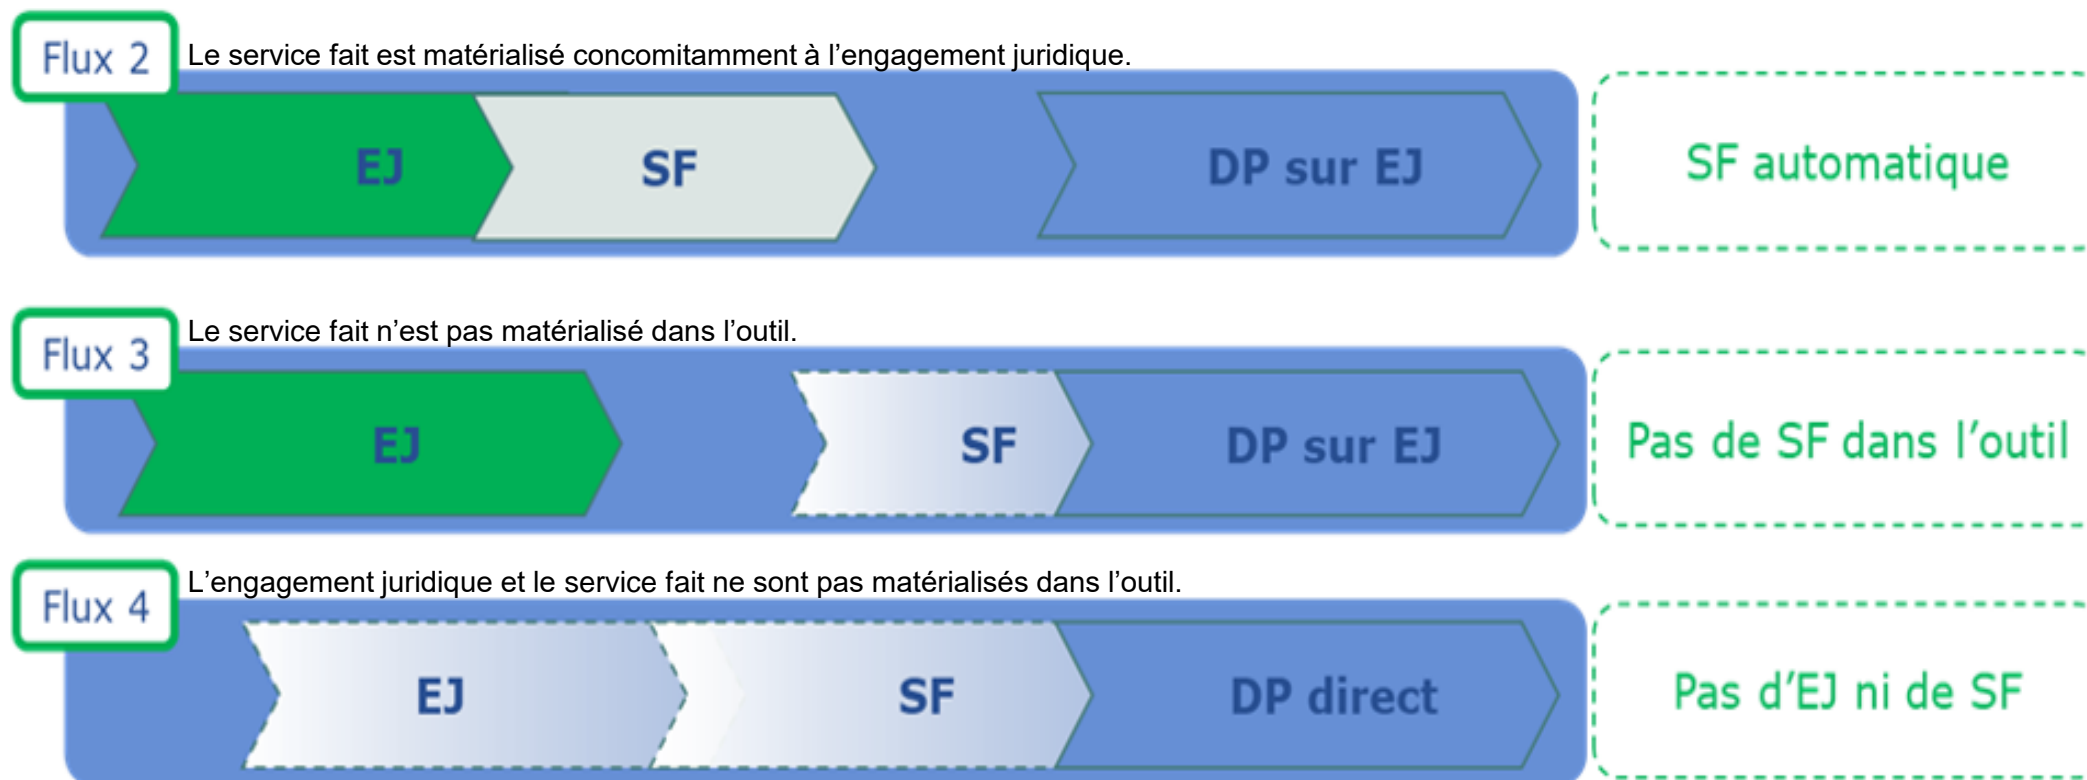 Flux 2
Le service fait est matérialisé concomitamment à l’engagement juridique.
EJ
SF
DP sur EJ
SF automatique
Flux 3
Le service fait n’est pas matérialisé dans l’outil.
EJ
SF
DP sur EJ
Pas de SF dans l’outil
Flux 4
L’engagement juridique et le service fait ne sont pas matérialisés dans l’outil.
EJ
SF
DP direct
Pas d’EJ ni de SF